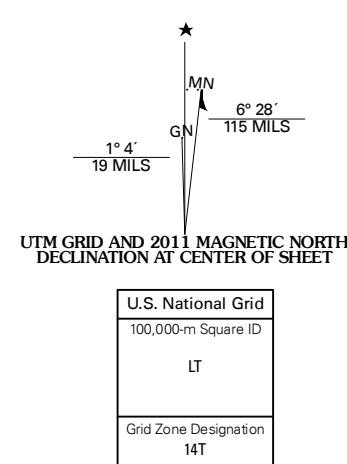 MN
GN
6° 28´
115 MILS
1° 4´
19 MILS
UTM GRID AND 2011 MAGNETIC NORTH
DECLINATION AT CENTER OF SHEET
U.S. National Grid
100,000-m Square ID
LT
Grid Zone Designation
14T